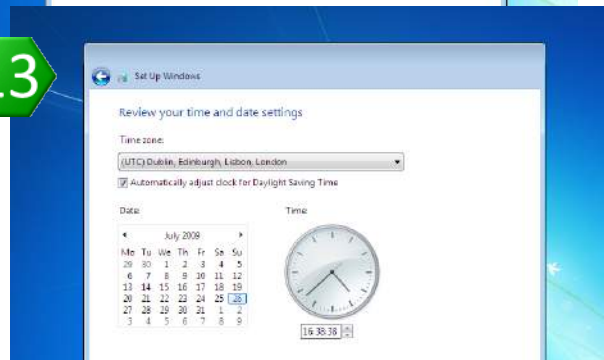 13
Set Up Windows
Review your time and date settings
Time zone:
(UTC) Dublin, Edinburgh, Lisbon, London
Automatically adjust clock for Daylight Saving Time
Date:
Time:
July 2009
Mo Tu We Th Fr Sa Su
29 30 1 2 3 4 5
6 7 8 9 10 11 12
13 14 15 16 17 18 19
20 21 22 23 24 25 26
27 28 29 30 31 1 2
3 4 5 6 7 8 9
16:38:38